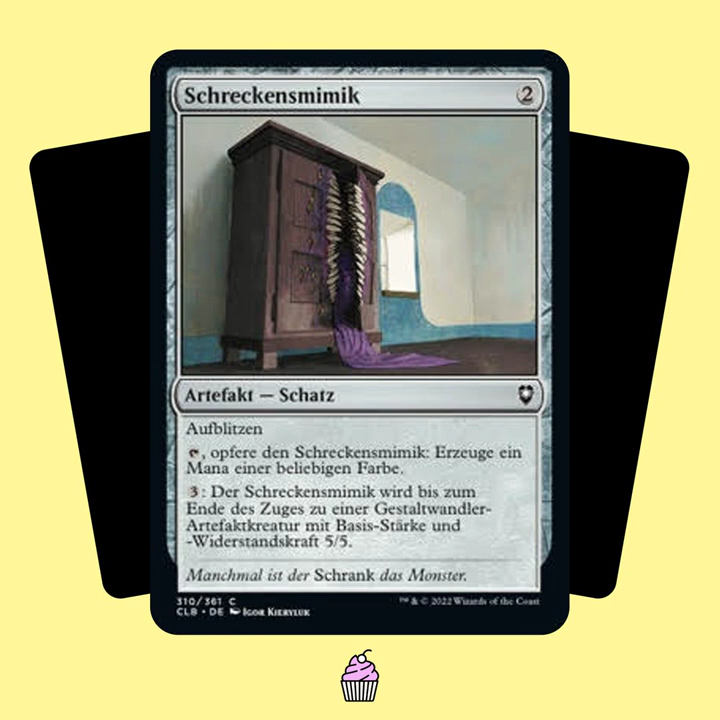 Schreckensmimik 2
Artefakt — Schatz
Aufblitzen
, opfere den Schreckensmimik: Erzeuge ein
Mana einer beliebigen Farbe.
3: Der Schreckensmimik wird bis zum
Ende des Zuges zu einer Gestaltwandler-
Artefaktkreatur mit Basis-Stärke und
-Widerstandskraft 5/5.
Manchmal ist der Schrank das Monster.
310/361 C
™ & © 2022 Wizards of the Coast
CLB • DE Igor Kieryluk